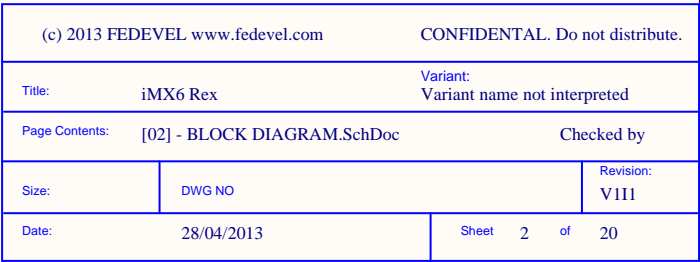 (c) 2013 FEDEVEL www.fedevel.com CONFIDENTAL. Do not distribute.
Variant:
Title: iMX6 Rex Variant name not interpreted
Page Contents: [02] - BLOCK DIAGRAM.SchDoc Checked by
Revision:
Size: DWG NO V1I1
Date: 28/04/2013 Sheet 2 of 20